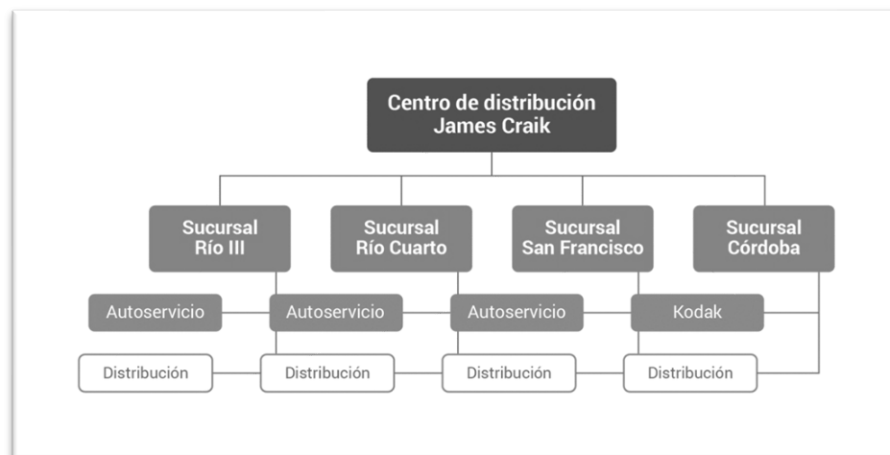 Centro de distribución
James Craik
Sucursal
Río III
Sucursal
Río Cuarto
Sucursal
San Francisco
Sucursal
Córdoba
Autoservicio
Autoservicio
Autoservicio
Kodak
Distribución
Distribución
Distribución
Distribución